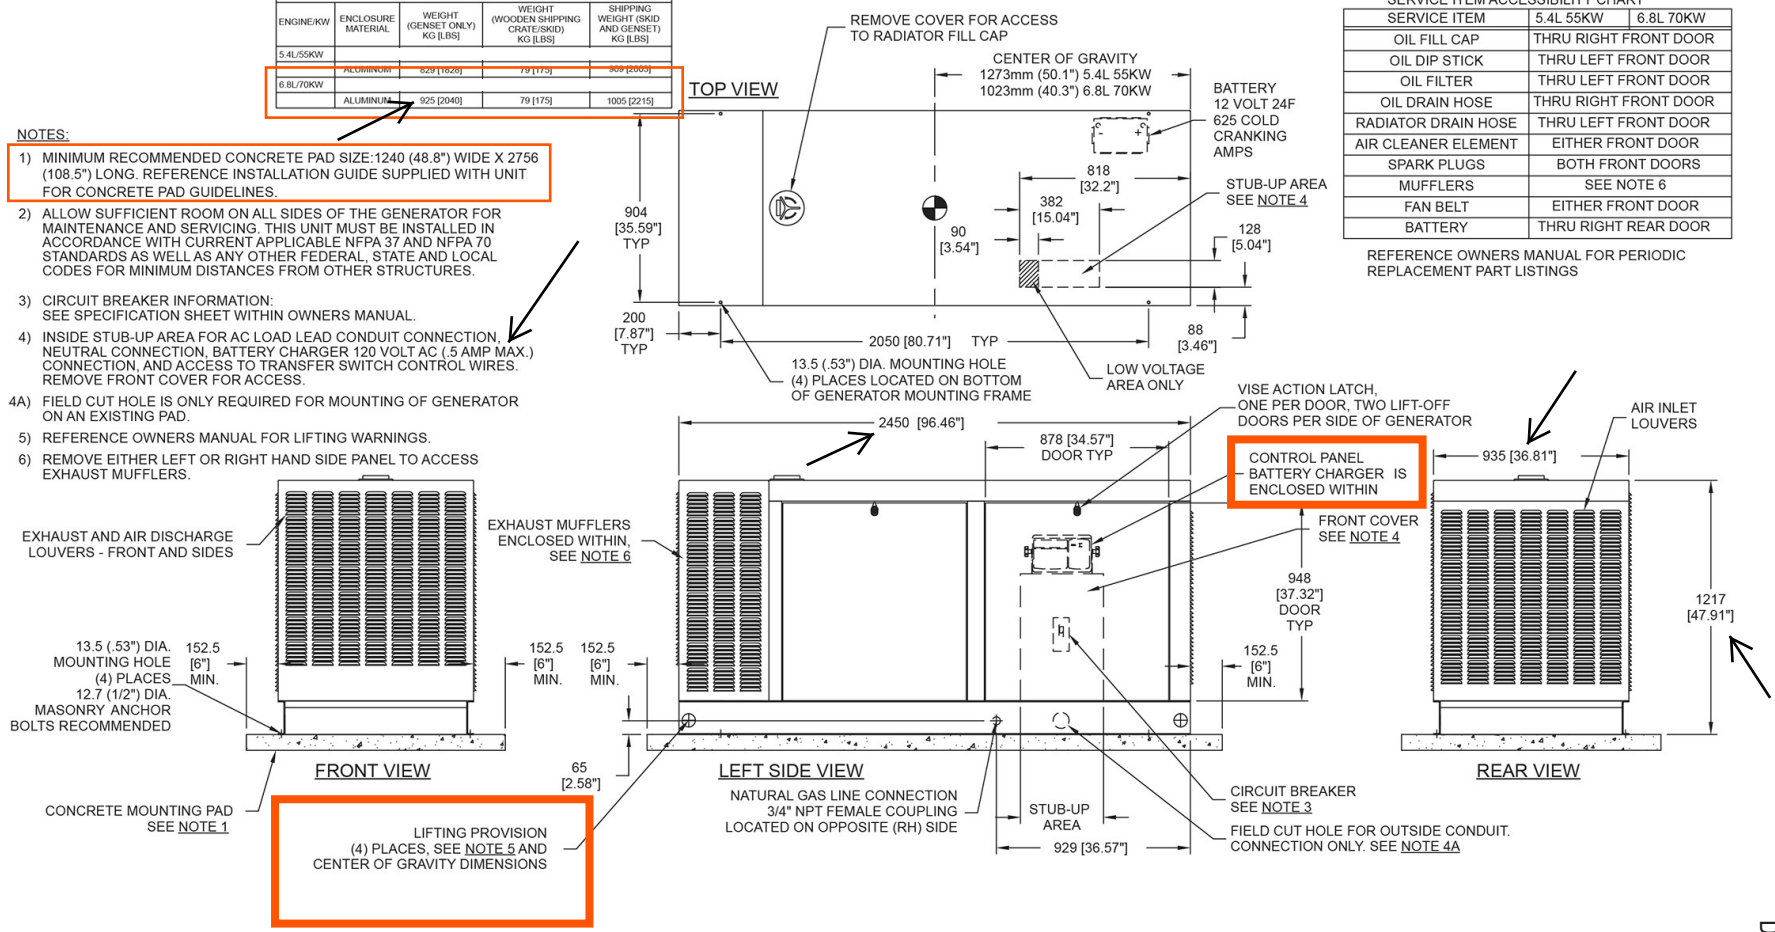 ENGINE/KW
ENCLOSURE
MATERIAL
WEIGHT
(GENSET ONLY)
KG [LBS]
WEIGHT
(WOODEN SHIPPING
CRATE/SKID)
KG [LBS]
SHIPPING
WEIGHT (SKID
AND GENSET)
KG [LBS]
5.4L/55KW
ALUMINUM 829 [1828] 79 [175] 909 [2003]
6.8L/70KW
ALUMINUM 925 [2040] 79 [175] 1005 [2215]
NOTES:
1) MINIMUM RECOMMENDED CONCRETE PAD SIZE:1240 (48.8") WIDE X 2756
(108.5") LONG. REFERENCE INSTALLATION GUIDE SUPPLIED WITH UNIT
FOR CONCRETE PAD GUIDELINES.
2) ALLOW SUFFICIENT ROOM ON ALL SIDES OF THE GENERATOR FOR
MAINTENANCE AND SERVICING. THIS UNIT MUST BE INSTALLED IN
ACCORDANCE WITH CURRENT APPLICABLE NFPA 37 AND NFPA 70
STANDARDS AS WELL AS ANY OTHER FEDERAL, STATE AND LOCAL
CODES FOR MINIMUM DISTANCES FROM OTHER STRUCTURES.
3) CIRCUIT BREAKER INFORMATION:
SEE SPECIFICATION SHEET WITHIN OWNERS MANUAL.
4) INSIDE STUB-UP AREA FOR AC LOAD LEAD CONDUIT CONNECTION,
NEUTRAL CONNECTION, BATTERY CHARGER 120 VOLT AC (.5 AMP MAX.)
CONNECTION, AND ACCESS TO TRANSFER SWITCH CONTROL WIRES.
REMOVE FRONT COVER FOR ACCESS.
4A) FIELD CUT HOLE IS ONLY REQUIRED FOR MOUNTING OF GENERATOR
ON AN EXISTING PAD.
5) REFERENCE OWNERS MANUAL FOR LIFTING WARNINGS.
6) REMOVE EITHER LEFT OR RIGHT HAND SIDE PANEL TO ACCESS
EXHAUST MUFFLERS.
TOP VIEW
REMOVE COVER FOR ACCESS
TO RADIATOR FILL CAP
CENTER OF GRAVITY
1273mm (50.1") 5.4L 55KW
1023mm (40.3") 6.8L 70KW
BATTERY
12 VOLT 24F
625 COLD
CRANKING
AMPS
- +
818
[32.2"]
STUB-UP AREA
SEE NOTE 4
382
[15.04"]
904
[35.59"]
TYP
90
[3.54"]
128
[5.04"]
200
[7.87"]
TYP
2050 [80.71"] TYP
88
[3.46"]
13.5 (.53") DIA. MOUNTING HOLE
(4) PLACES LOCATED ON BOTTOM
OF GENERATOR MOUNTING FRAME
LOW VOLTAGE
AREA ONLY
SERVICE ITEM ACCESSIBILITY CHART
SERVICE ITEM 5.4L 55KW 6.8L 70KW
OIL FILL CAP THRU RIGHT FRONT DOOR
OIL DIP STICK THRU LEFT FRONT DOOR
OIL FILTER THRU LEFT FRONT DOOR
OIL DRAIN HOSE THRU RIGHT FRONT DOOR
RADIATOR DRAIN HOSE THRU LEFT FRONT DOOR
AIR CLEANER ELEMENT EITHER FRONT DOOR
SPARK PLUGS BOTH FRONT DOORS
MUFFLERS SEE NOTE 6
FAN BELT EITHER FRONT DOOR
BATTERY THRU RIGHT REAR DOOR
REFERENCE OWNERS MANUAL FOR PERIODIC
REPLACEMENT PART LISTINGS
EXHAUST AND AIR DISCHARGE
LOUVERS - FRONT AND SIDES
13.5 (.53") DIA.
MOUNTING HOLE
(4) PLACES
12.7 (1/2") DIA.
MASONRY ANCHOR
BOLTS RECOMMENDED
152.5
[6"]
MIN.
152.5
[6"]
MIN.
FRONT VIEW
CONCRETE MOUNTING PAD
SEE NOTE 1
LIFTING PROVISION
(4) PLACES, SEE NOTE 5 AND
CENTER OF GRAVITY DIMENSIONS
2450 [96.46"]
878 [34.57"]
DOOR TYP
VISE ACTION LATCH,
ONE PER DOOR, TWO LIFT-OFF
DOORS PER SIDE OF GENERATOR
CONTROL PANEL
BATTERY CHARGER IS
ENCLOSED WITHIN
FRONT COVER
SEE NOTE 4
EXHAUST MUFFLERS
ENCLOSED WITHIN,
SEE NOTE 6
152.5
[6"]
MIN.
948
[37.32"]
DOOR
TYP
152.5
[6"]
MIN.
65
[2.58"]
LEFT SIDE VIEW
NATURAL GAS LINE CONNECTION
3/4" NPT FEMALE COUPLING
LOCATED ON OPPOSITE (RH) SIDE
STUB-UP
AREA
929 [36.57"]
CIRCUIT BREAKER
SEE NOTE 3
FIELD CUT HOLE FOR OUTSIDE CONDUIT.
CONNECTION ONLY. SEE NOTE 4A
AIR INLET
LOUVERS
935 [36.81"]
1217
[47.91"]
REAR VIEW